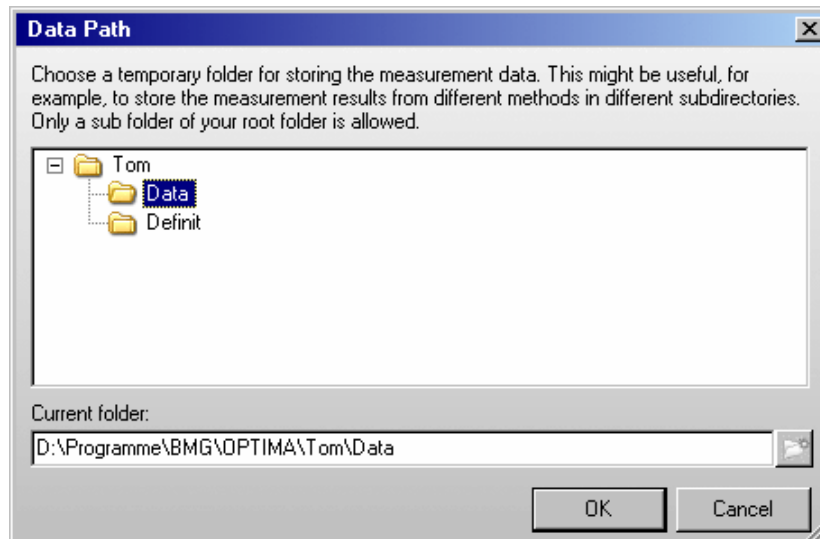 Data Path
Choose a temporary folder for storing the measurement data. This might be useful, for
example, to store the measurement results from different methods in different subdirectories.
Only a sub folder of your root folder is allowed.
Tom
Data
Definit
Current folder:
D:\Programme\BMG\OPTIMA\Tom\Data
OK Cancel